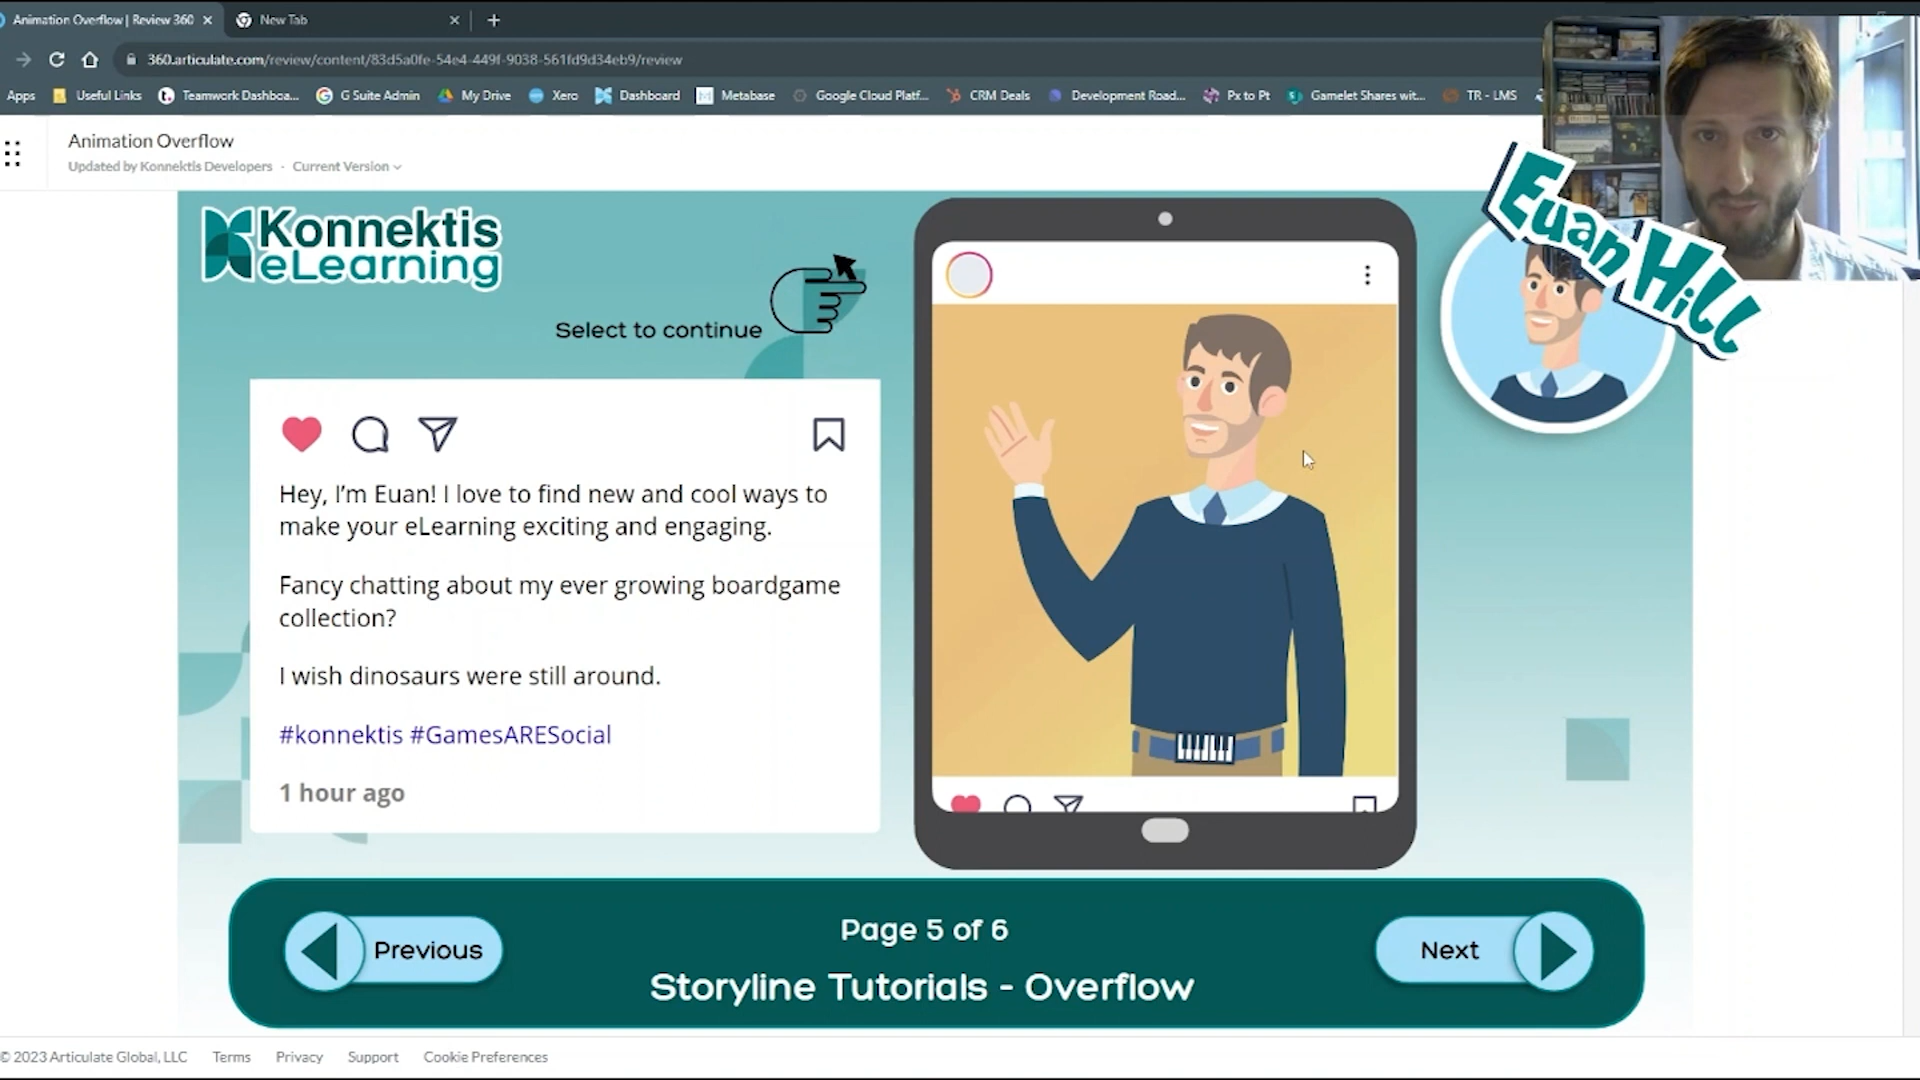 Animation Overflow | Review 360
New Tab
360.articulate.com/review/content/83d5a0fe-54e4-449f-9038-561fd9d34eb9/review
Apps
Useful Links
Teamwork Dashboa...
G Suite Admin
My Drive
Xero
Dashboard
Metabase
Google Cloud Platf...
CRM Deals
Development Road...
Px to Pt
Gamelet Shares wit...
TR - LMS
Animation Overflow
Updated by Konnektis Developers · Current Version
Konnektis
eLearning
Euan Hill
Select to continue
Hey, I'm Euan! I love to find new and cool ways to
make your eLearning exciting and engaging.
Fancy chatting about my ever growing boardgame
collection?
I wish dinosaurs were still around.
#konnektis #GamesARESocial
1 hour ago
Previous
Page 5 of 6
Storyline Tutorials - Overflow
Next
© 2023 Articulate Global, LLC
Terms
Privacy
Support
Cookie Preferences